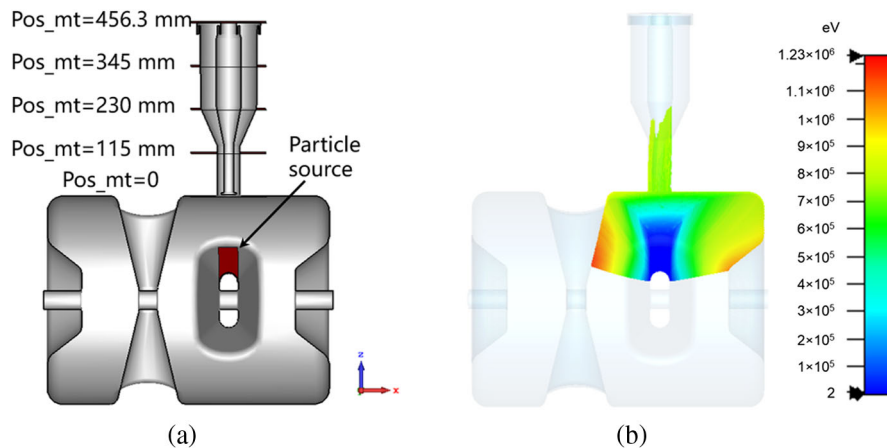 Pos_mt=456.3 mm
Pos_mt=345 mm
Pos_mt=230 mm
Pos_mt=115 mm
Pos_mt=0
Particle
source
z
x
(a)
eV
1.23×10⁶
1.1×10⁶
1×10⁶
9×10⁵
8×10⁵
7×10⁵
6×10⁵
5×10⁵
4×10⁵
3×10⁵
2×10⁵
1×10⁵
2
(b)